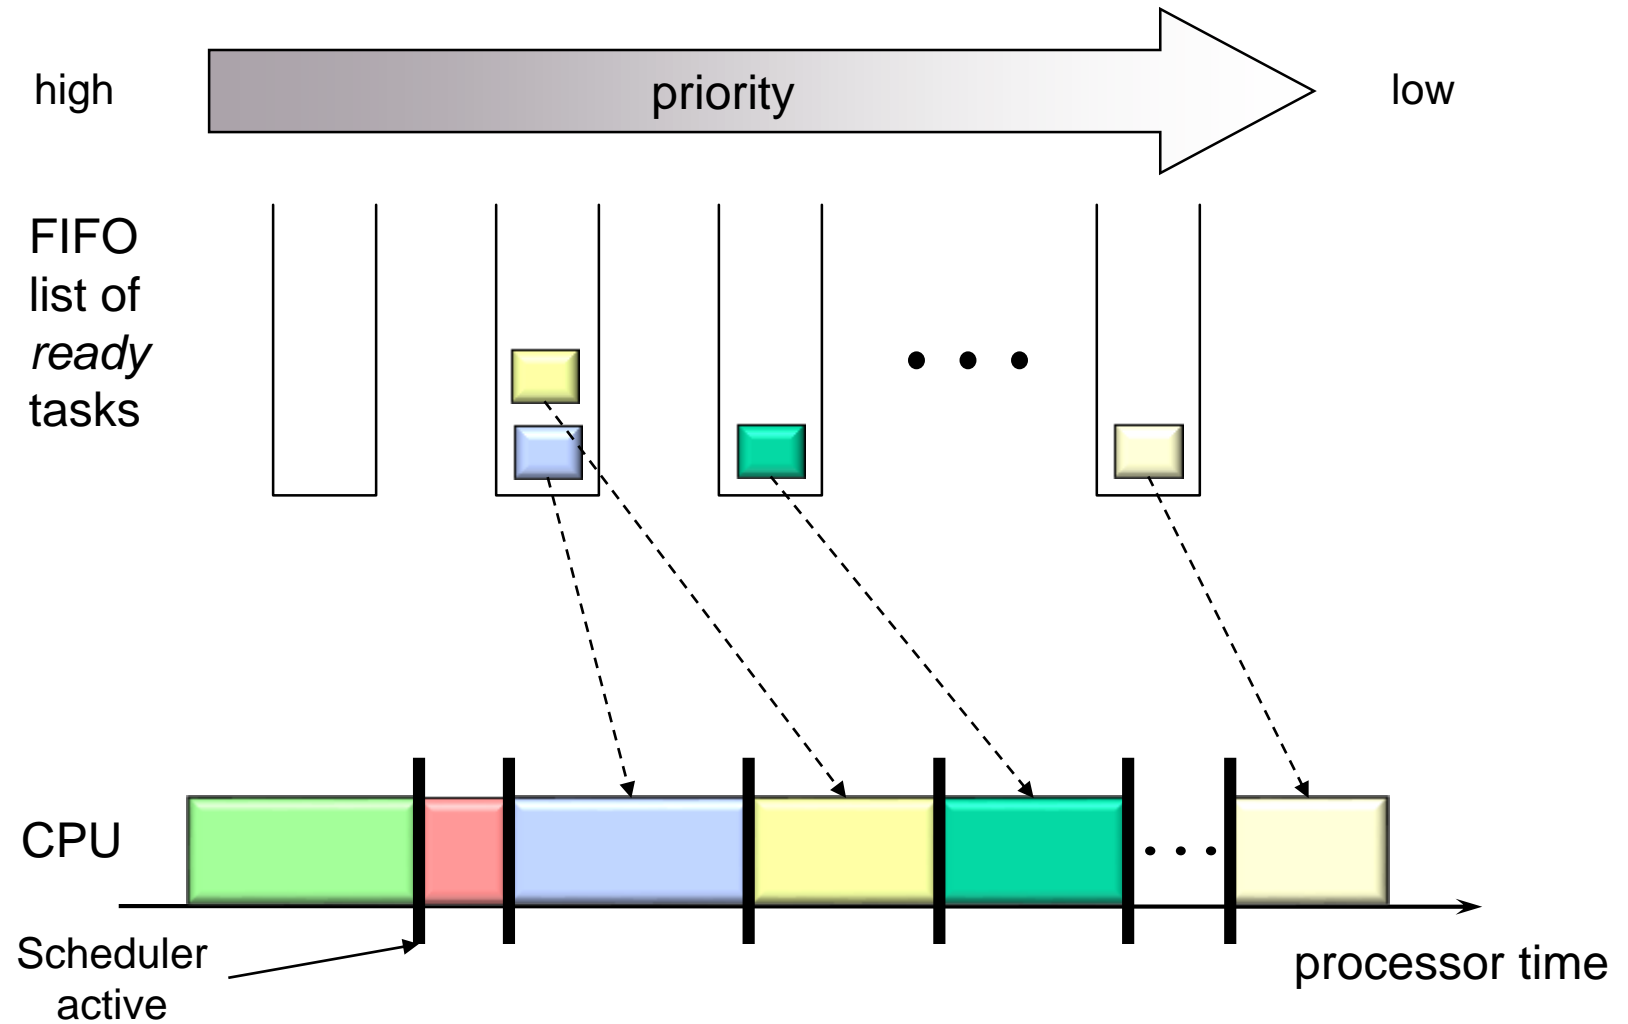 high
priority
low
FIFO
list of
ready
tasks
CPU
Scheduler
active
processor time